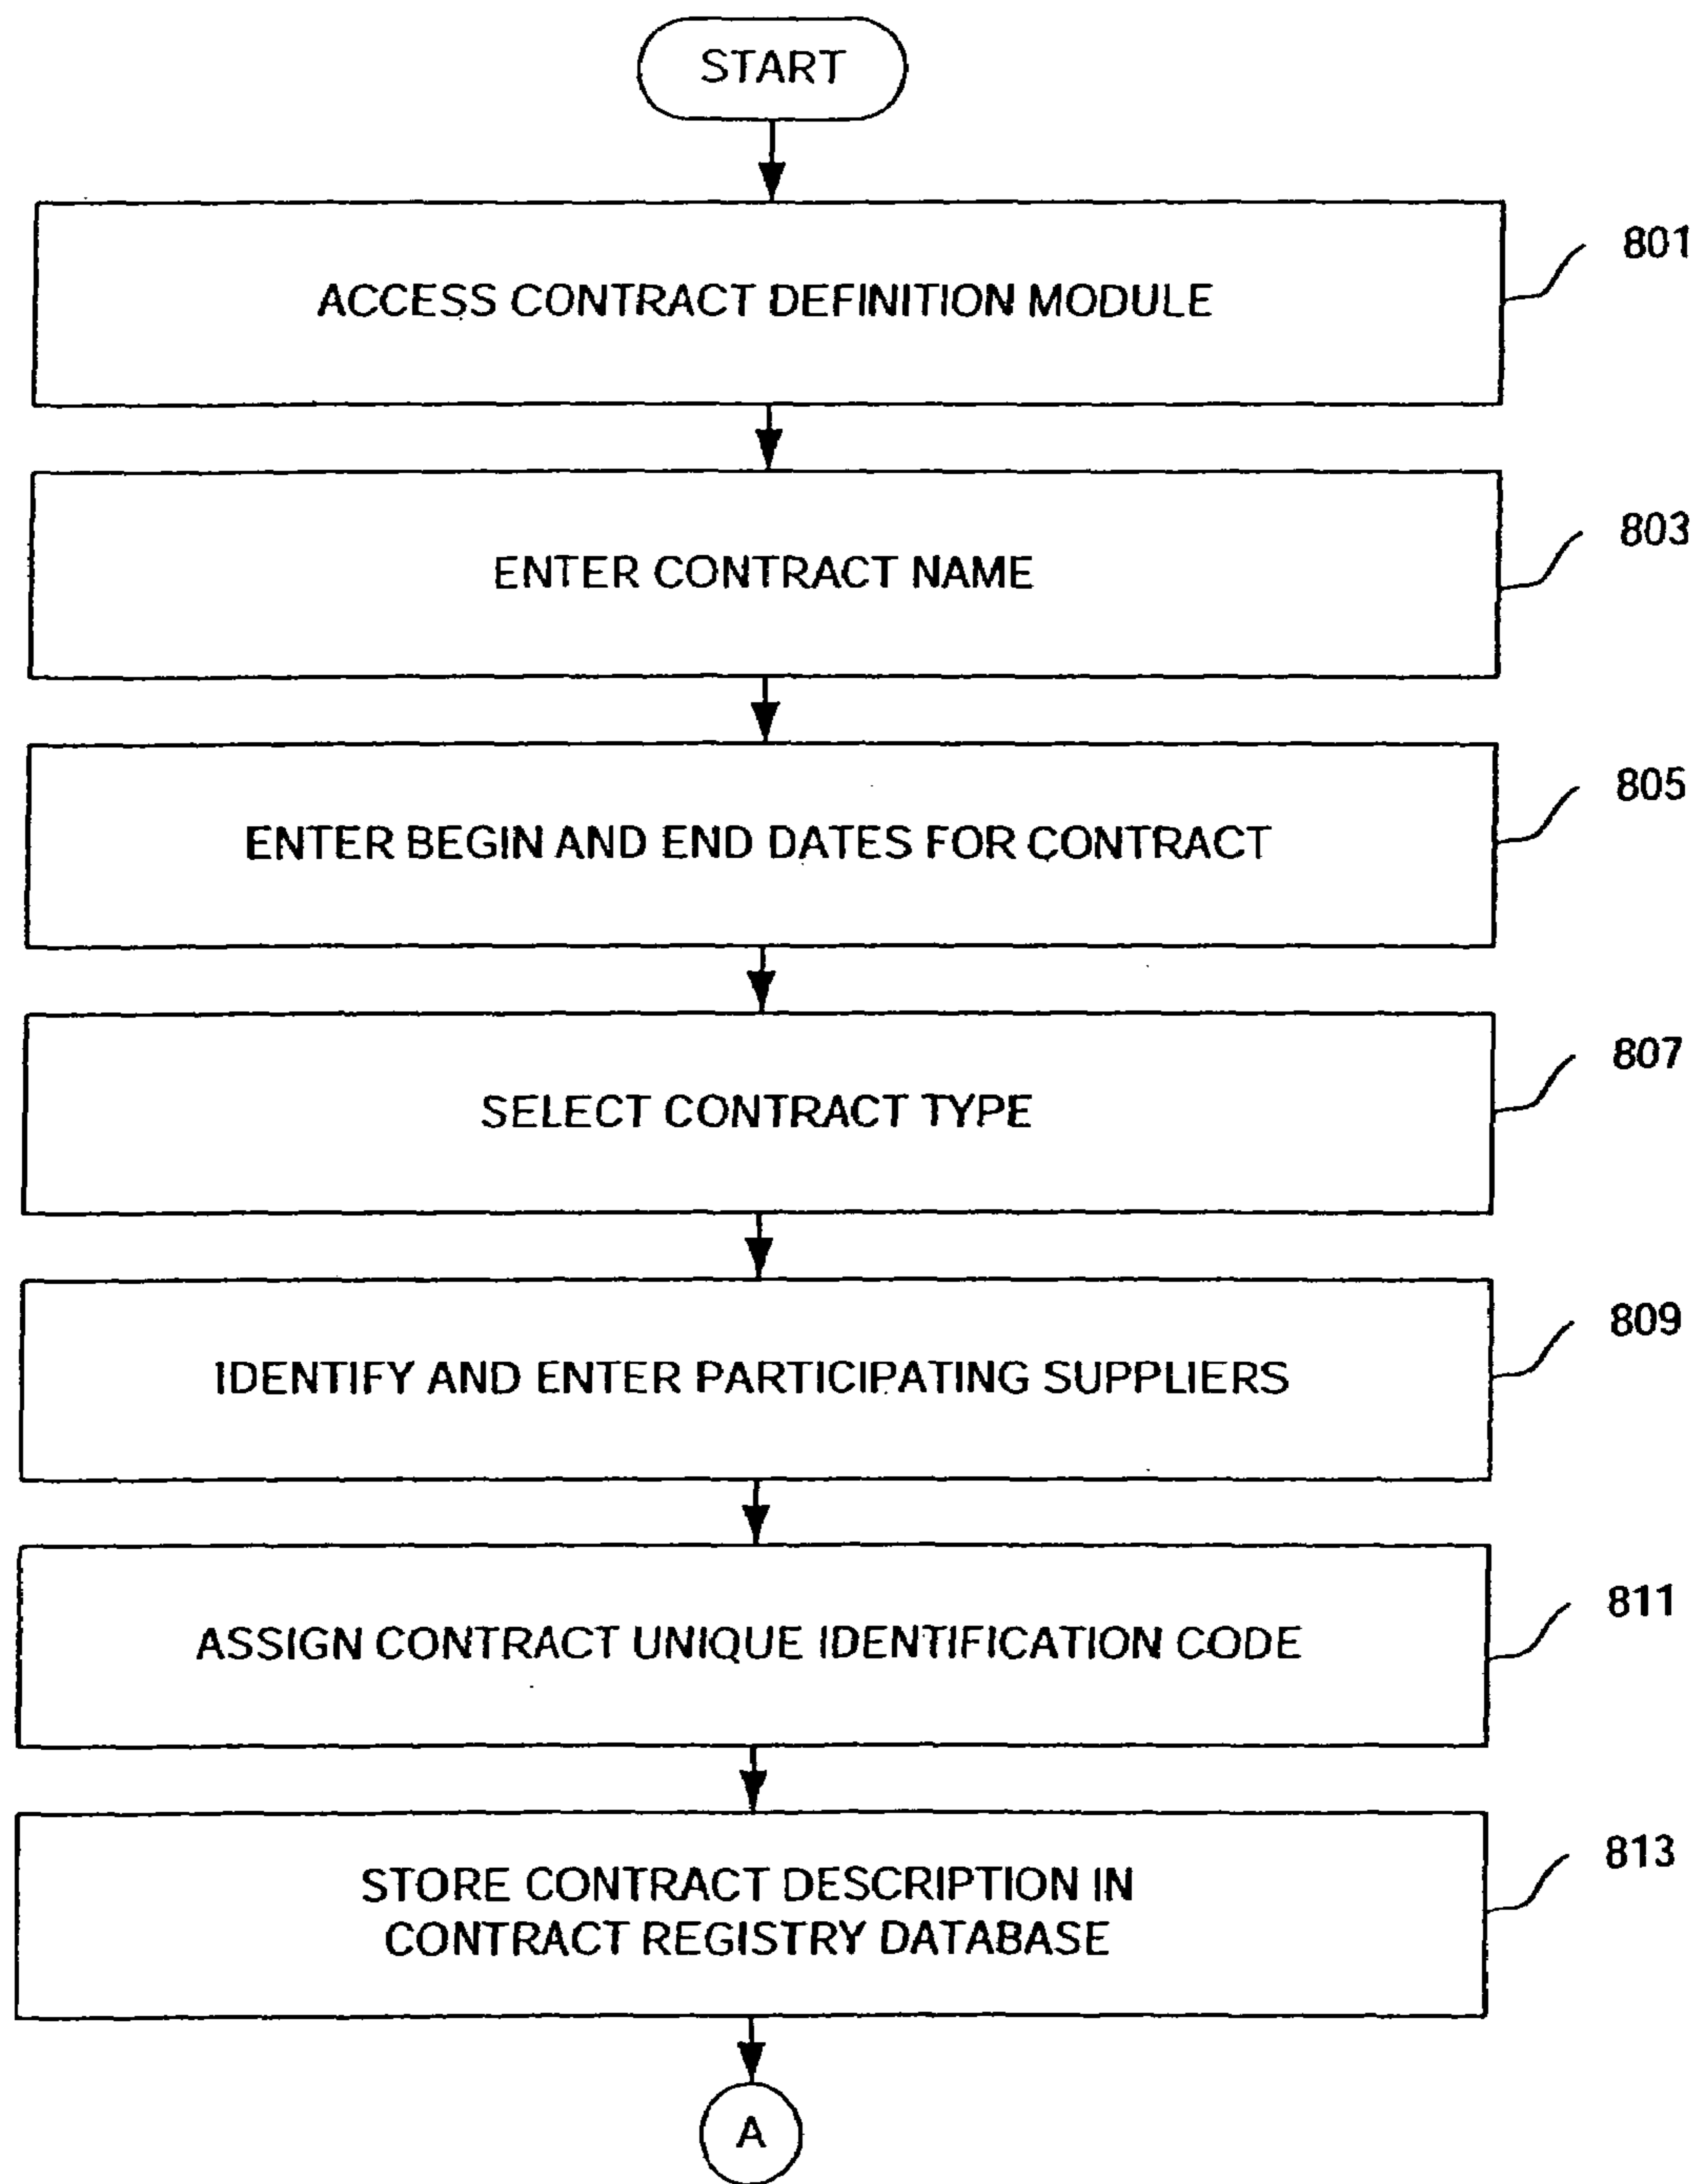 START
ACCESS CONTRACT DEFINITION MODULE
801
ENTER CONTRACT NAME
803
ENTER BEGIN AND END DATES FOR CONTRACT
805
SELECT CONTRACT TYPE
807
IDENTIFY AND ENTER PARTICIPATING SUPPLIERS
809
ASSIGN CONTRACT UNIQUE IDENTIFICATION CODE
811
STORE CONTRACT DESCRIPTION IN
CONTRACT REGISTRY DATABASE
813
A